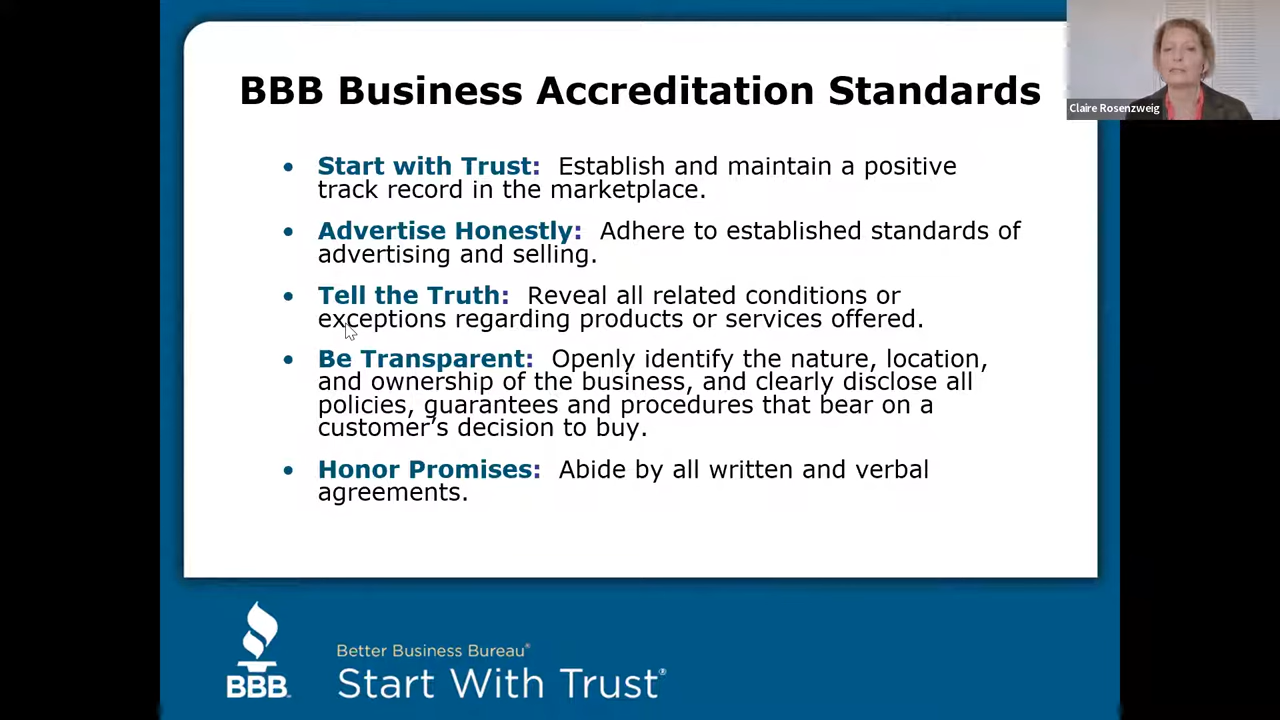 BBB Business Accreditation Standards
Claire Rosenzweig
• Start with Trust: Establish and maintain a positive
track record in the marketplace.
• Advertise Honestly: Adhere to established standards of
advertising and selling.
• Tell the Truth: Reveal all related conditions or
exceptions regarding products or services offered.
• Be Transparent: Openly identify the nature, location,
and ownership of the business, and clearly disclose all
policies, guarantees and procedures that bear on a
customer’s decision to buy.
• Honor Promises: Abide by all written and verbal
agreements.
BBB
Better Business Bureau®
Start With Trust®